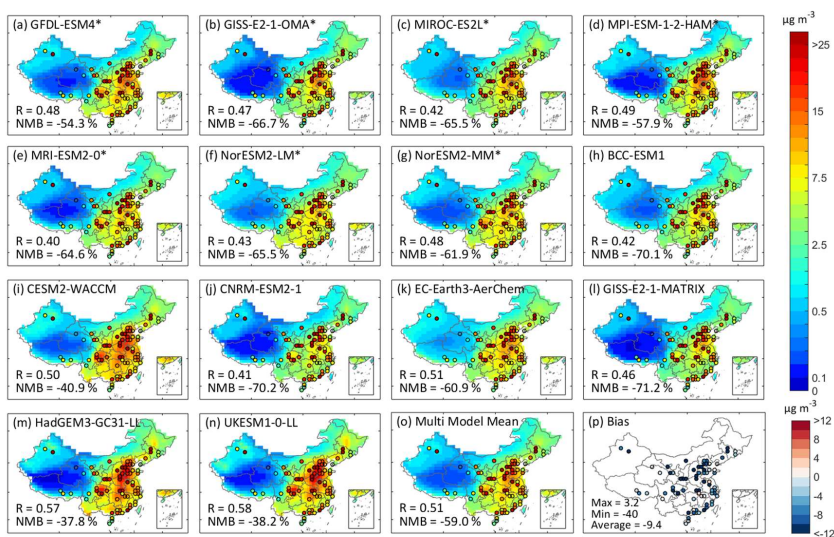 (a) GFDL-ESM4*
R = 0.48
NMB = -54.3 %
(b) GISS-E2-1-OMA*
R = 0.47
NMB = -66.7 %
(c) MIROC-ES2L*
R = 0.42
NMB = -65.5 %
(d) MPI-ESM-1-2-HAM*
R = 0.49
NMB = -57.9 %
(e) MRI-ESM2-0*
R = 0.40
NMB = -64.6 %
(f) NorESM2-LM*
R = 0.43
NMB = -65.5 %
(g) NorESM2-MM*
R = 0.48
NMB = -61.9 %
(h) BCC-ESM1
R = 0.42
NMB = -70.1 %
(i) CESM2-WACCM
R = 0.50
NMB = -40.9 %
(j) CNRM-ESM2-1
R = 0.41
NMB = -70.2 %
(k) EC-Earth3-AerChem
R = 0.51
NMB = -60.9 %
(l) GISS-E2-1-MATRIX
R = 0.46
NMB = -71.2 %
(m) HadGEM3-GC31-LL
R = 0.57
NMB = -37.8 %
(n) UKESM1-0-LL
R = 0.58
NMB = -38.2 %
(o) Multi Model Mean
R = 0.51
NMB = -59.0 %
(p) Bias
Max = 3.2
Min = -40
Average = -9.4
µg m⁻³
>25
15
7.5
2.5
0.5
0.1
0
µg m⁻³
>12
8
4
0
-4
-8
<-12